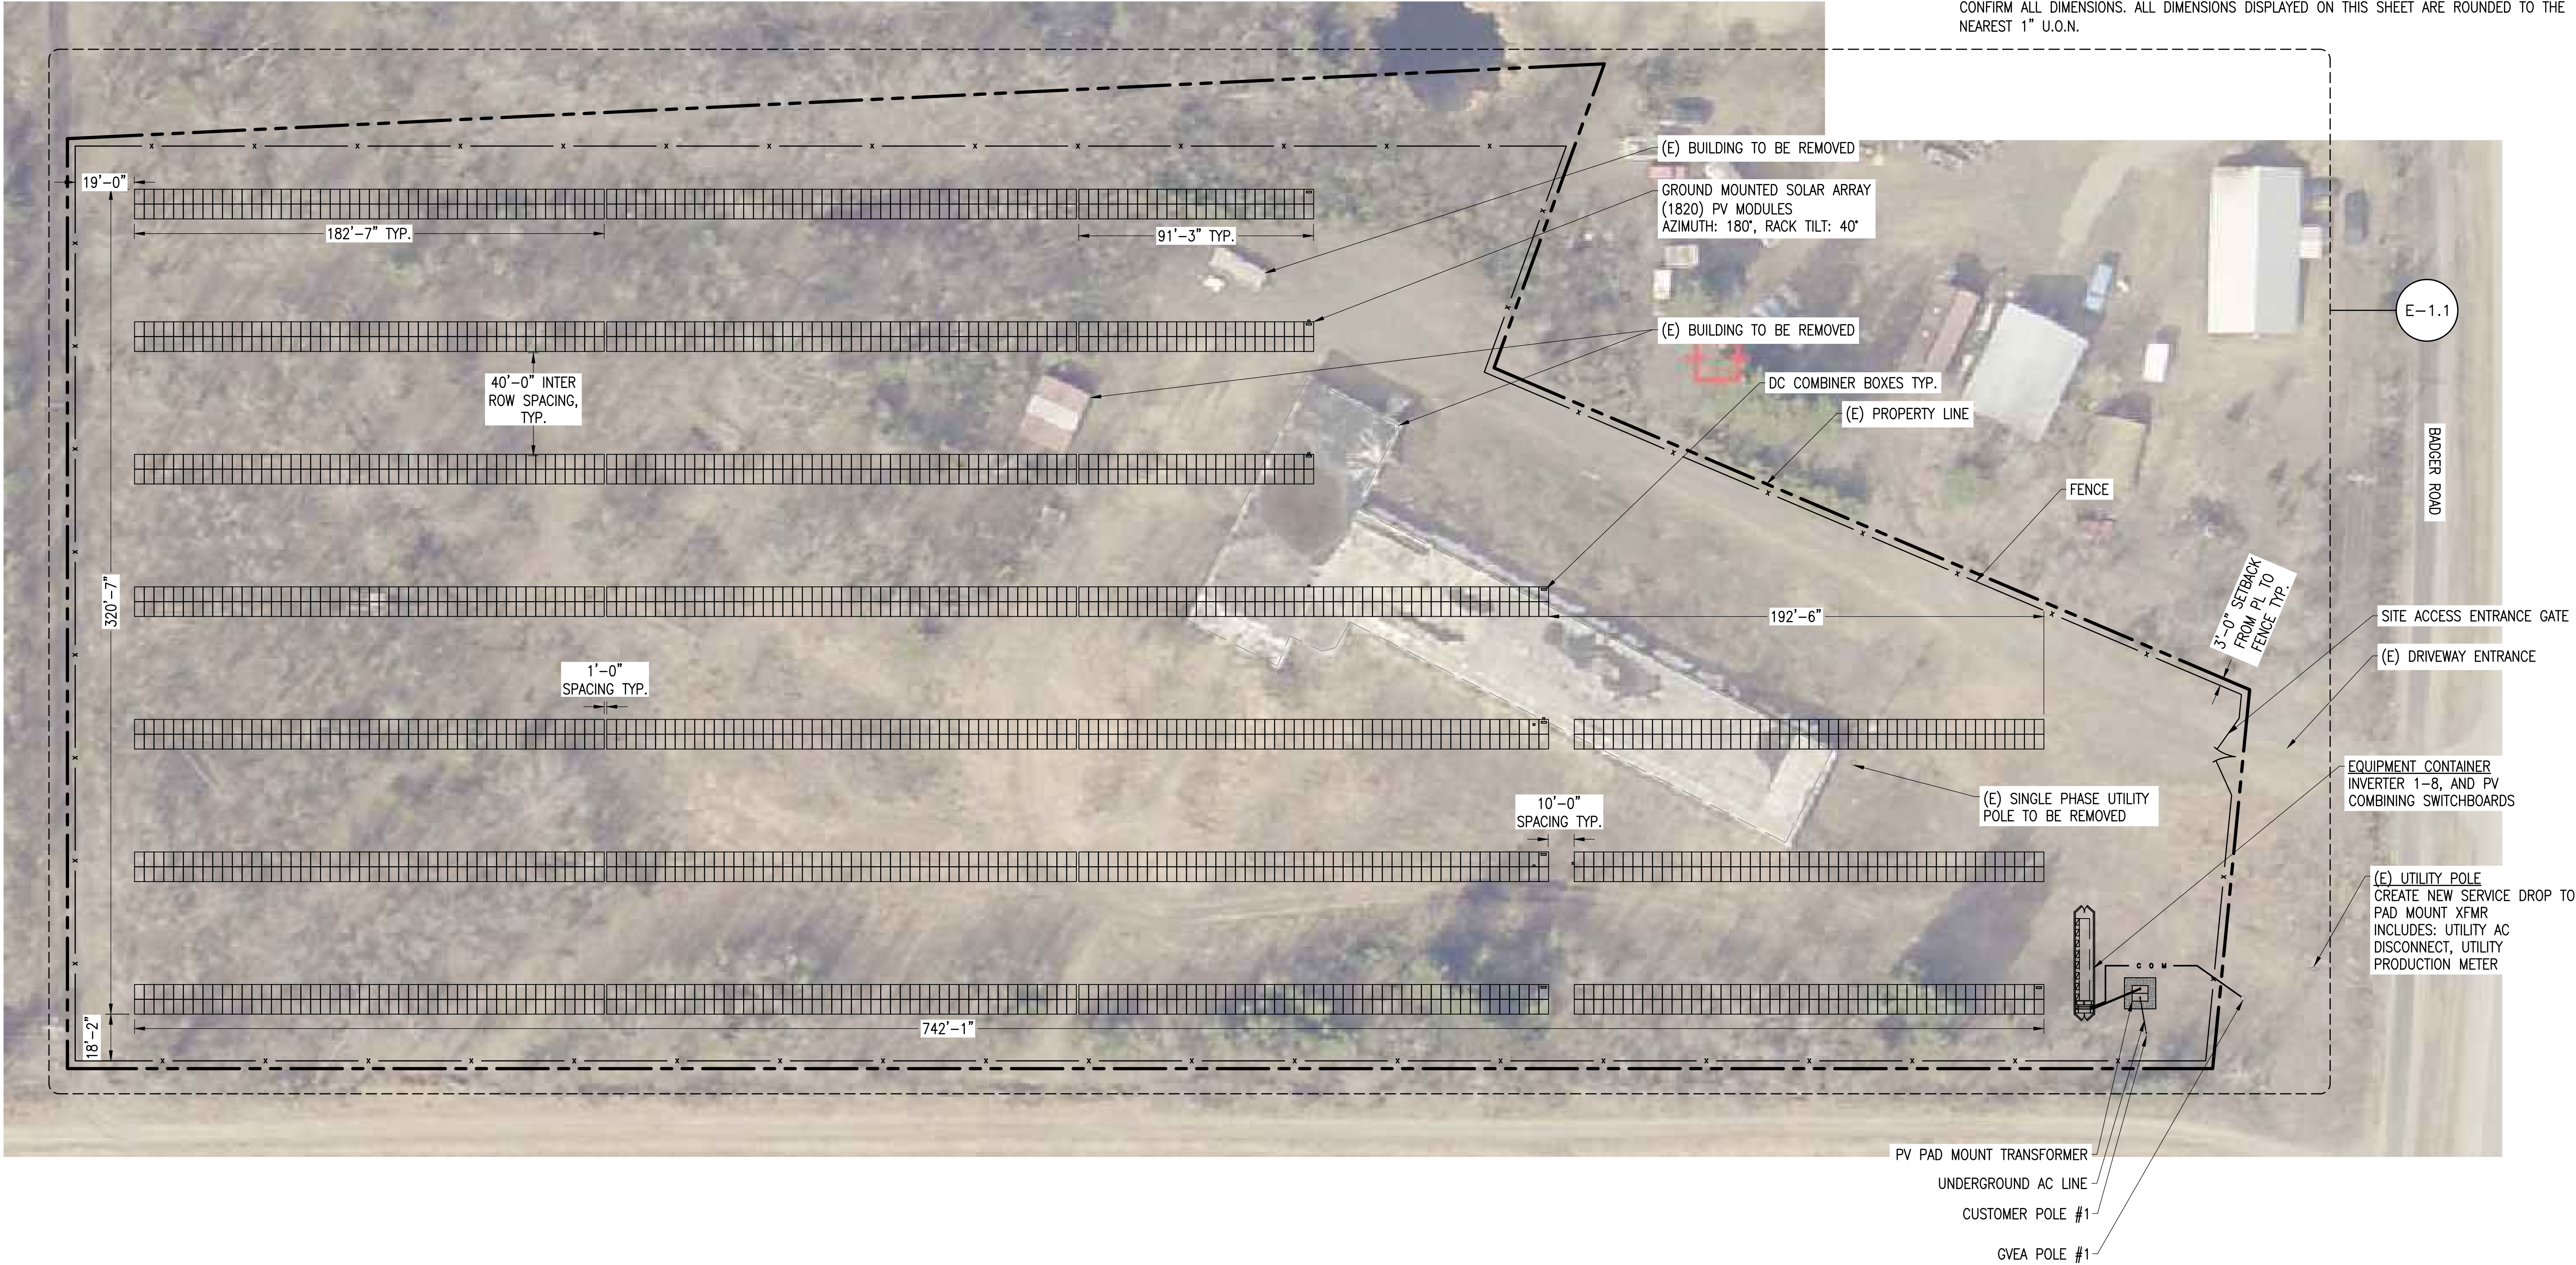 CONFIRM ALL DIMENSIONS. ALL DIMENSIONS DISPLAYED ON THIS SHEET ARE ROUNDED TO THE
NEAREST 1" U.O.N.
(E) BUILDING TO BE REMOVED
19'-0"
GROUND MOUNTED SOLAR ARRAY
(1820) PV MODULES
AZIMUTH: 180°, RACK TILT: 40°
182'-7" TYP.
91'-3" TYP.
E-1.1
(E) BUILDING TO BE REMOVED
40'-0" INTER
ROW SPACING,
TYP.
DC COMBINER BOXES TYP.
(E) PROPERTY LINE
BADGER ROAD
FENCE
320'-7"
3'-0" SETBACK
FROM PL TO
FENCE TYP.
192'-6"
SITE ACCESS ENTRANCE GATE
(E) DRIVEWAY ENTRANCE
1'-0"
SPACING TYP.
EQUIPMENT CONTAINER
INVERTER 1-8, AND PV
COMBINING SWITCHBOARDS
(E) SINGLE PHASE UTILITY
POLE TO BE REMOVED
10'-0"
SPACING TYP.
(E) UTILITY POLE
CREATE NEW SERVICE DROP TO
PAD MOUNT XFMR
INCLUDES: UTILITY AC
DISCONNECT, UTILITY
PRODUCTION METER
C O M
18'-2"
742'-1"
PV PAD MOUNT TRANSFORMER
UNDERGROUND AC LINE
CUSTOMER POLE #1
GVEA POLE #1